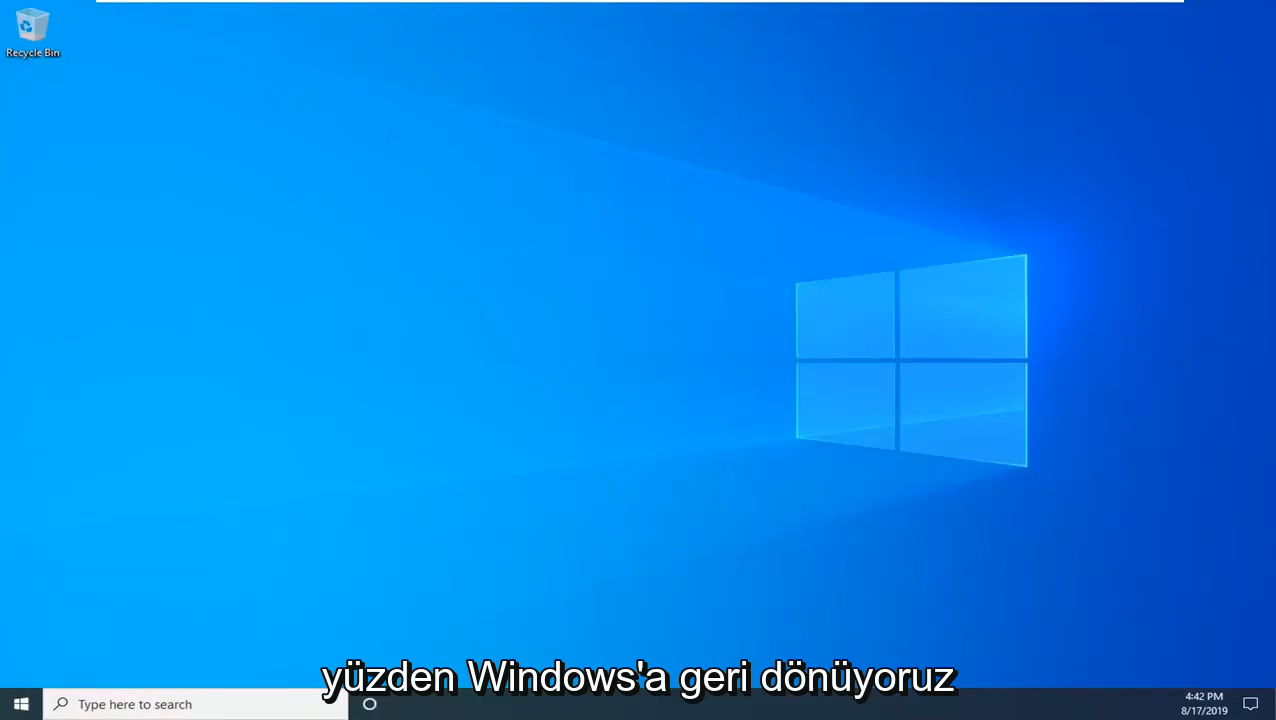 Recycle Bin
yüzden Windows'a geri dönüyoruz
Type here to search
4:42 PM
8/17/2019